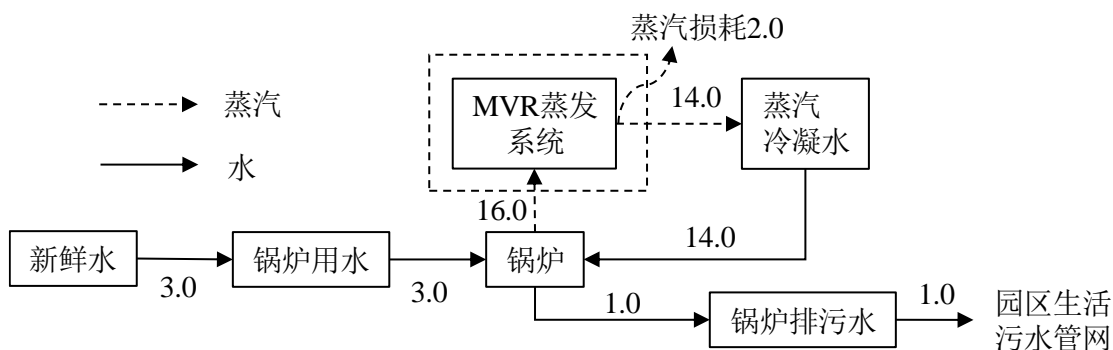 蒸汽损耗2.0
MVR蒸发
系统
14.0
蒸汽
冷凝水
蒸汽
水
16.0
14.0
新鲜水
3.0
锅炉用水
3.0
锅炉
1.0
锅炉排污水
1.0
园区生活
污水管网